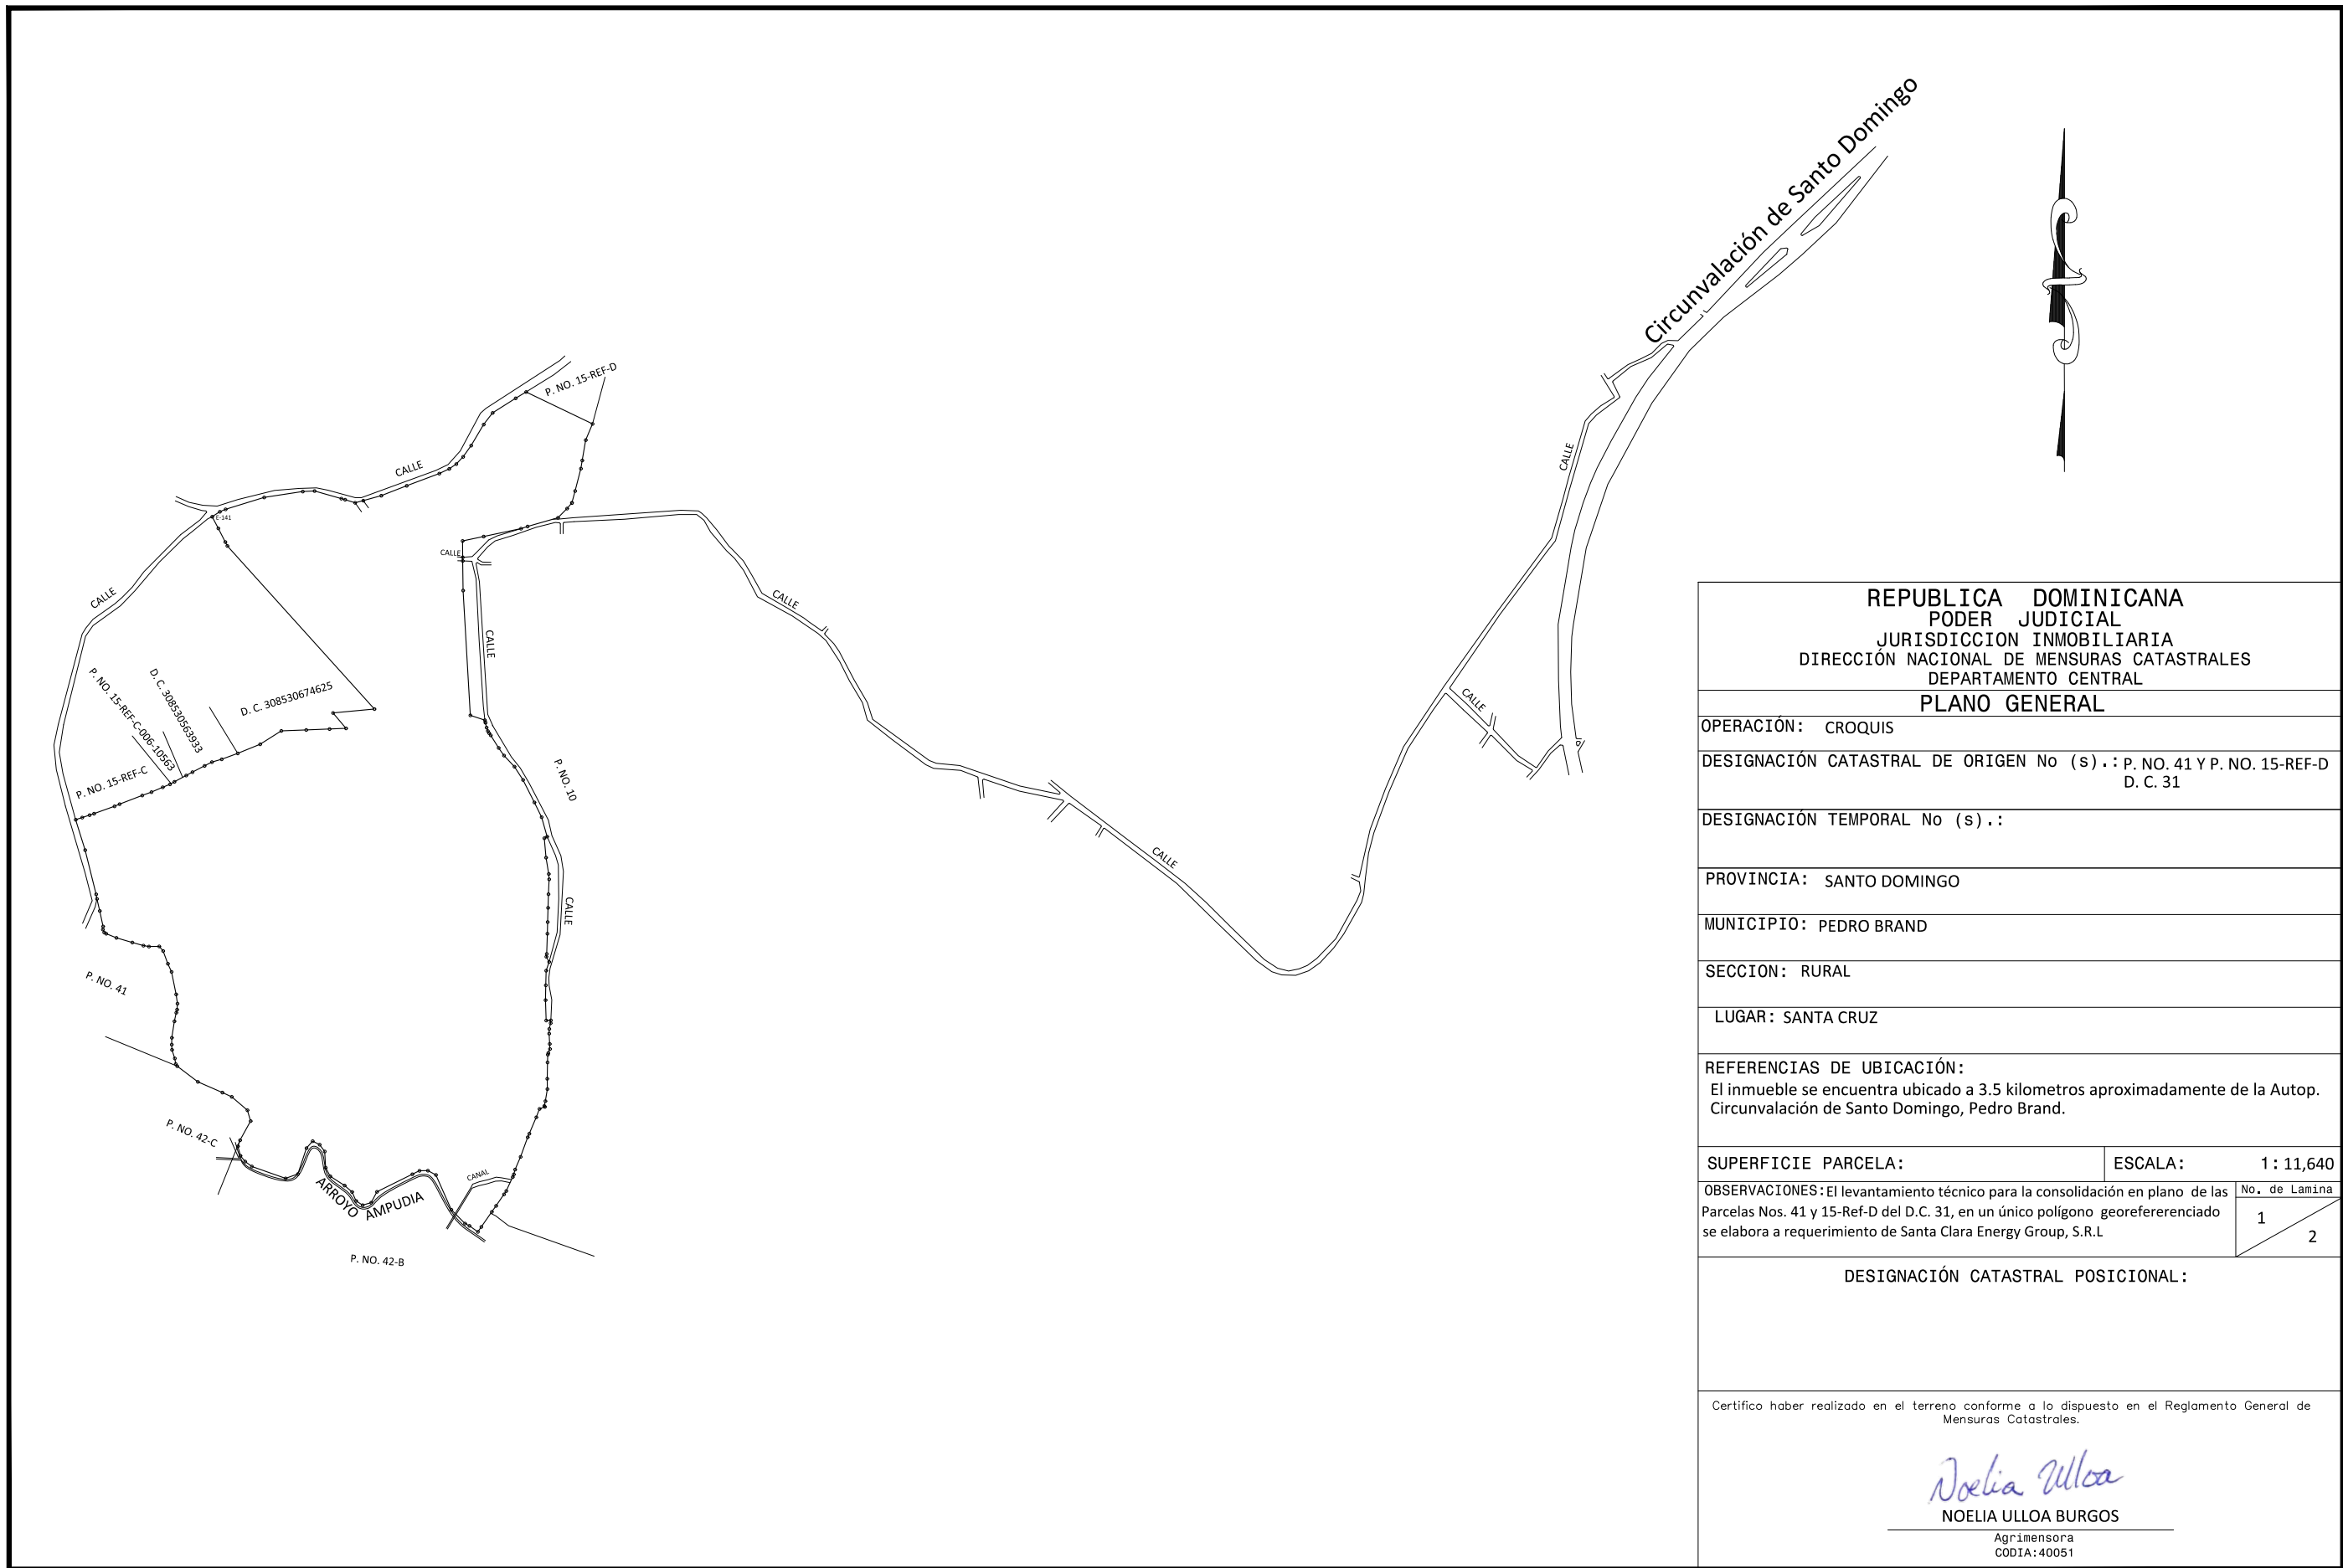 Circunvalación de Santo Domingo
P. NO. 15-REF-D
CALLE
E-141
CALLE
CALLE
CALLE
CALLE
CALLE
CALLE
D. C. 308530674625
D. C. 308530563933
P. NO. 15-REF-C-006-10563
P. NO. 15-REF-C
P. NO. 10
CALLE
CALLE
P. NO. 41
P. NO. 42-C
CANAL
ARROYO AMPUDIA
P. NO. 42-B
REPUBLICA DOMINICANA
PODER JUDICIAL
JURISDICCION INMOBILIARIA
DIRECCIÓN NACIONAL DE MENSURAS CATASTRALES
DEPARTAMENTO CENTRAL
PLANO GENERAL
OPERACIÓN: CROQUIS
DESIGNACIÓN CATASTRAL DE ORIGEN No (s).: P. NO. 41 Y P. NO. 15-REF-D
D. C. 31
DESIGNACIÓN TEMPORAL No (s).:
PROVINCIA: SANTO DOMINGO
MUNICIPIO: PEDRO BRAND
SECCION: RURAL
LUGAR: SANTA CRUZ
REFERENCIAS DE UBICACIÓN:
El inmueble se encuentra ubicado a 3.5 kilometros aproximadamente de la Autop.
Circunvalación de Santo Domingo, Pedro Brand.
SUPERFICIE PARCELA:
ESCALA: 1: 11,640
OBSERVACIONES: El levantamiento técnico para la consolidación en plano de las
Parcelas Nos. 41 y 15-Ref-D del D.C. 31, en un único polígono georefererenciado
se elabora a requerimiento de Santa Clara Energy Group, S.R.L
No. de Lamina
1
2
DESIGNACIÓN CATASTRAL POSICIONAL:
Certifico haber realizado en el terreno conforme a lo dispuesto en el Reglamento General de
Mensuras Catastrales.
Noelia Ulloa
NOELIA ULLOA BURGOS
Agrimensora
CODIA:40051